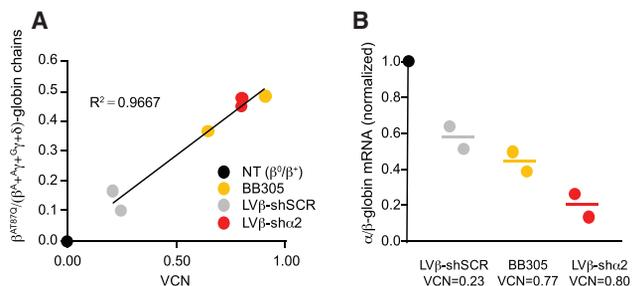 A
β^AT87Q/(β^A+^Aγ+^Gγ+δ)-globin chains
0.6
0.5
0.4
0.3
0.2
0.1
0.0
R² = 0.9667
NT (β⁰/β⁺)
BB305
LVβ-shSCR
LVβ-shα2
0.00
0.50
1.00
VCN
B
α/β-globin mRNA (normalized)
1.0
0.8
0.6
0.4
0.2
0.0
LVβ-shSCR BB305 LVβ-shα2
VCN=0.23 VCN=0.77 VCN=0.80